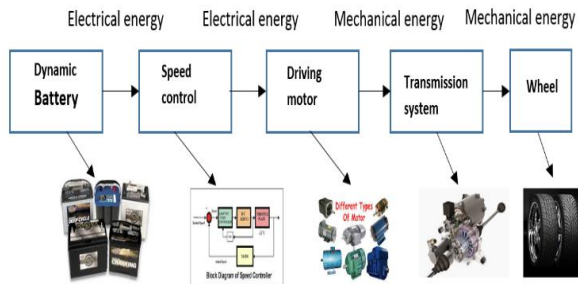 Electrical energy
Electrical energy
Mechanical energy
Mechanical energy
Dynamic
Battery
Speed
control
Driving
motor
Transmission
system
Wheel
Different Types
Of Motor
Block Diagram of Speed Controller